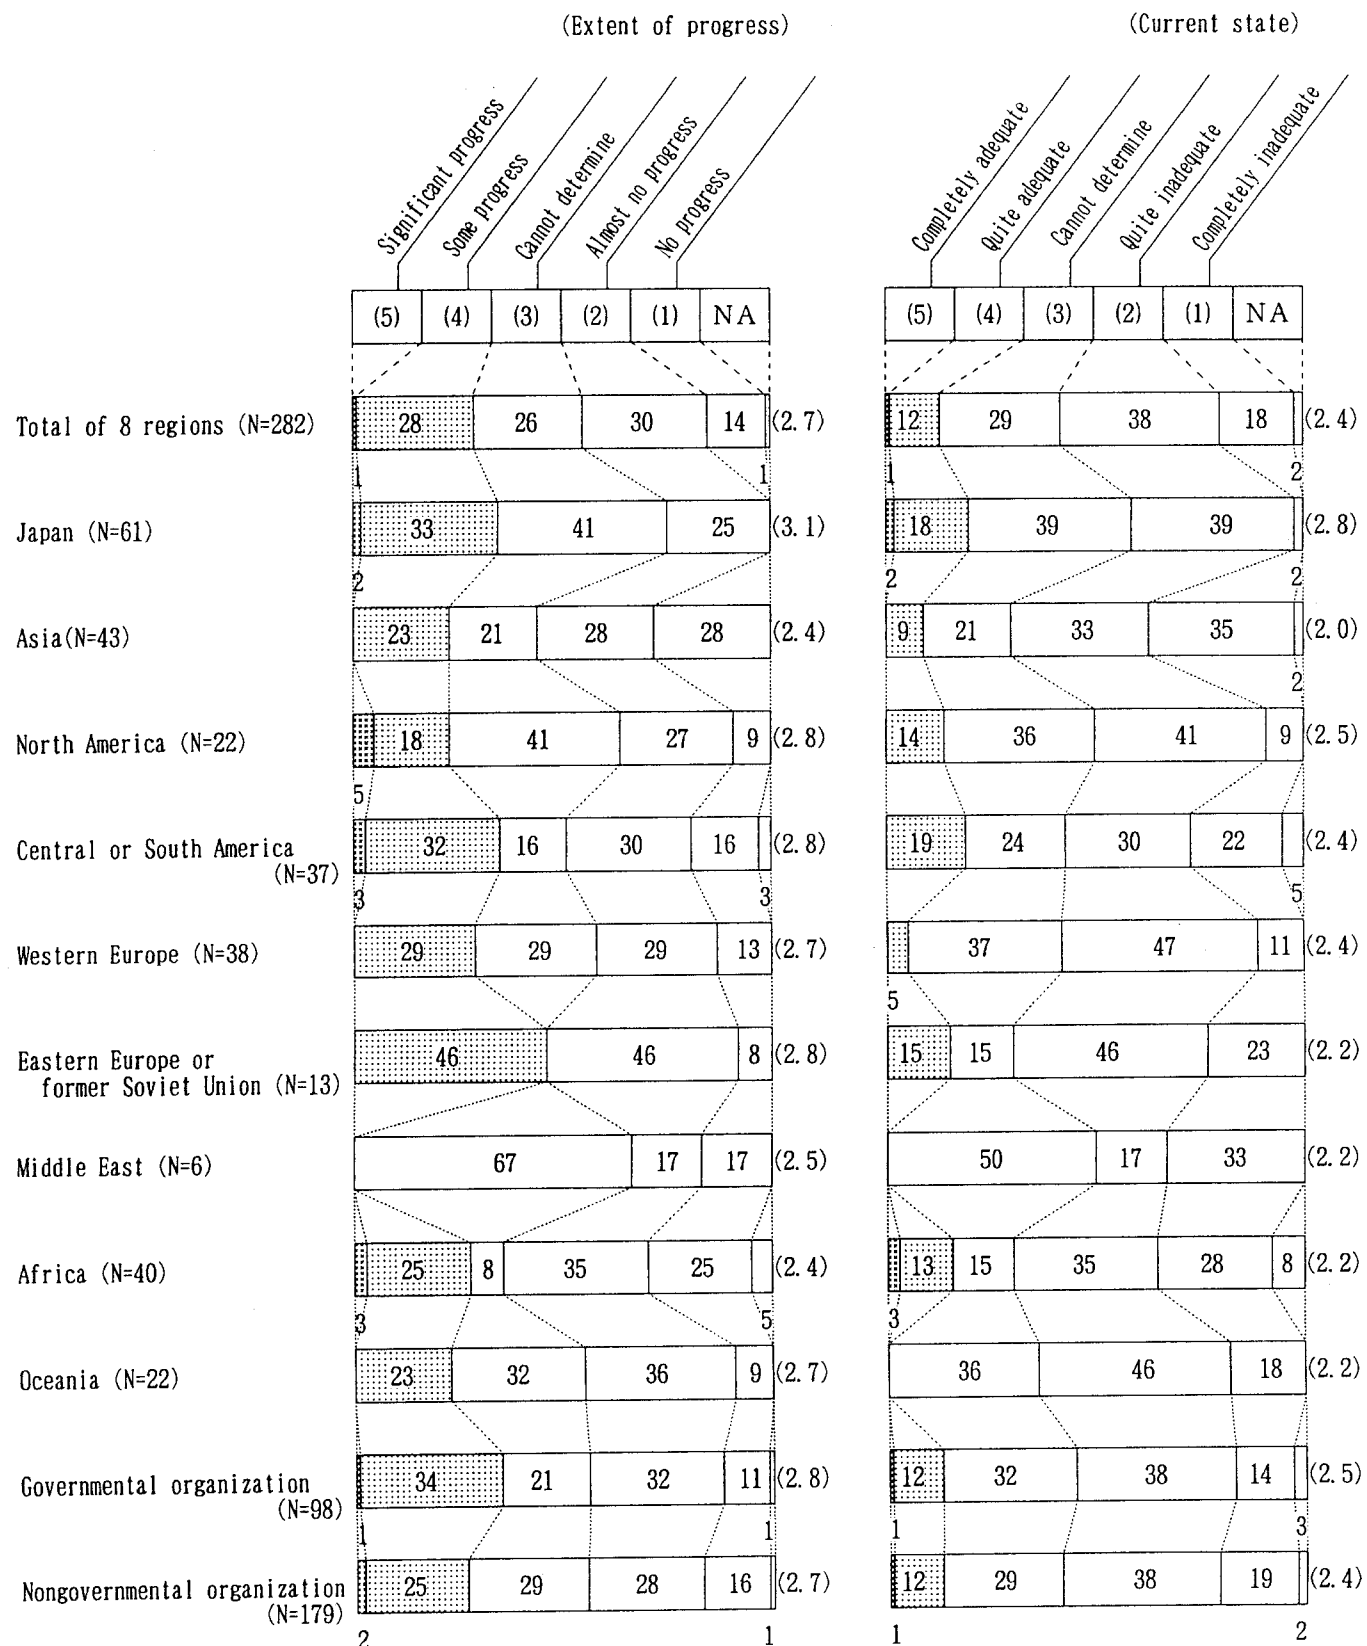 (Extent of progress) (Current state)
Significant progress Some progress Cannot determine Almost no progress No progress Completely adequate Quite adequate Cannot determine Quite inadequate Completely inadequate
(5) (4) (3) (2) (1) NA (5) (4) (3) (2) (1) NA
Total of 8 regions (N=282) 28 26 30 14 (2.7) 12 29 38 18 (2.4)
1 1 1 2
Japan (N=61) 33 41 25 (3.1) 18 39 39 (2.8)
2 2 2
Asia(N=43) 23 21 28 28 (2.4) 9 21 33 35 (2.0)
2
North America (N=22) 18 41 27 9 (2.8) 14 36 41 9 (2.5)
5
Central or South America 32 16 30 16 (2.8) 19 24 30 22 (2.4)
(N=37) 3 3 5
Western Europe (N=38) 29 29 29 13 (2.7) 37 47 11 (2.4)
5
Eastern Europe or 46 46 8 (2.8) 15 15 46 23 (2.2)
former Soviet Union (N=13)
Middle East (N=6) 67 17 17 (2.5) 50 17 33 (2.2)
Africa (N=40) 25 8 35 25 (2.4) 13 15 35 28 8 (2.2)
3 5 3
Oceania (N=22) 23 32 36 9 (2.7) 36 46 18 (2.2)
Governmental organization 34 21 32 11 (2.8) 12 32 38 14 (2.5)
(N=98) 1 1 1 3
Nongovernmental organization 25 29 28 16 (2.7) 12 29 38 19 (2.4)
(N=179) 2 1 1 2